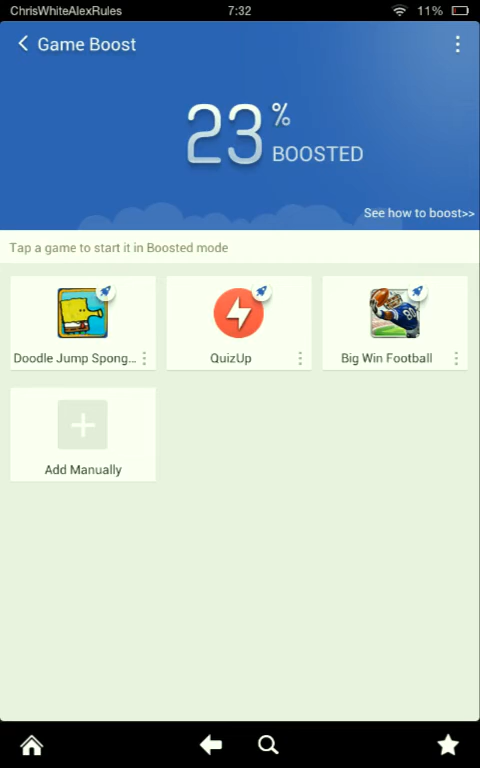 ChrisWhiteAlexRules 7:32 11%
Game Boost
23%
BOOSTED
See how to boost>>
Tap a game to start it in Boosted mode
Doodle Jump Spong... QuizUp Big Win Football
Add Manually